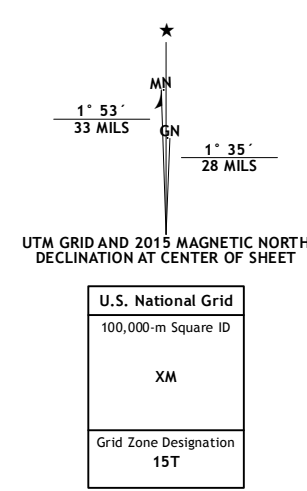 MN
1° 53´
33 MILS
GN
1° 35´
28 MILS
UTM GRID AND 2015 MAGNETIC NORTH
DECLINATION AT CENTER OF SHEET
U.S. National Grid
100,000-m Square ID
XM
Grid Zone Designation
15T